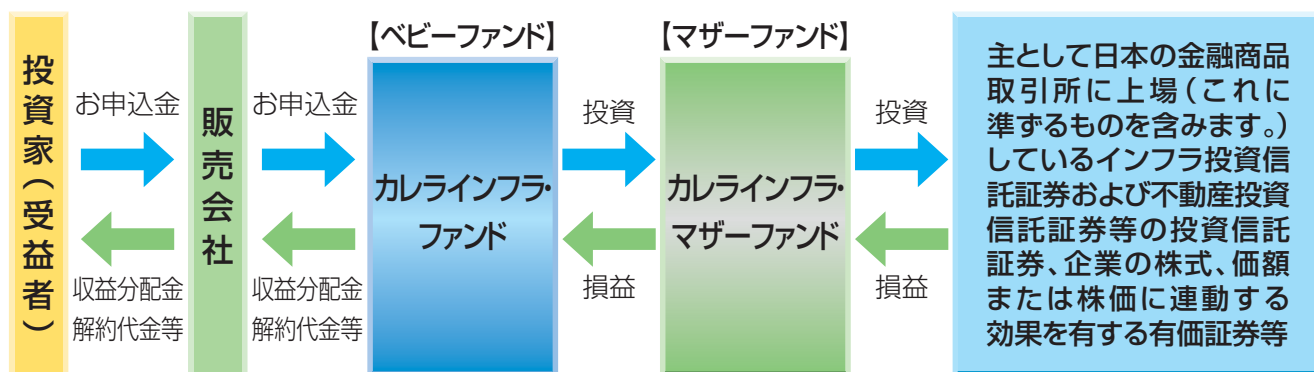 投資家(受益者)
お申込金
収益分配金
解約代金等
販売会社
お申込金
収益分配金
解約代金等
【ベビーファンド】
カレラインフラ・
ファンド
投資
損益
【マザーファンド】
カレラインフラ・
マザーファンド
投資
損益
主として日本の金融商品
取引所に上場(これに
準ずるものを含みます。)
しているインフラ投資信
託証券および不動産投資
信託証券等の投資信託
証券、企業の株式、価額
または株価に連動する
効果を有する有価証券等